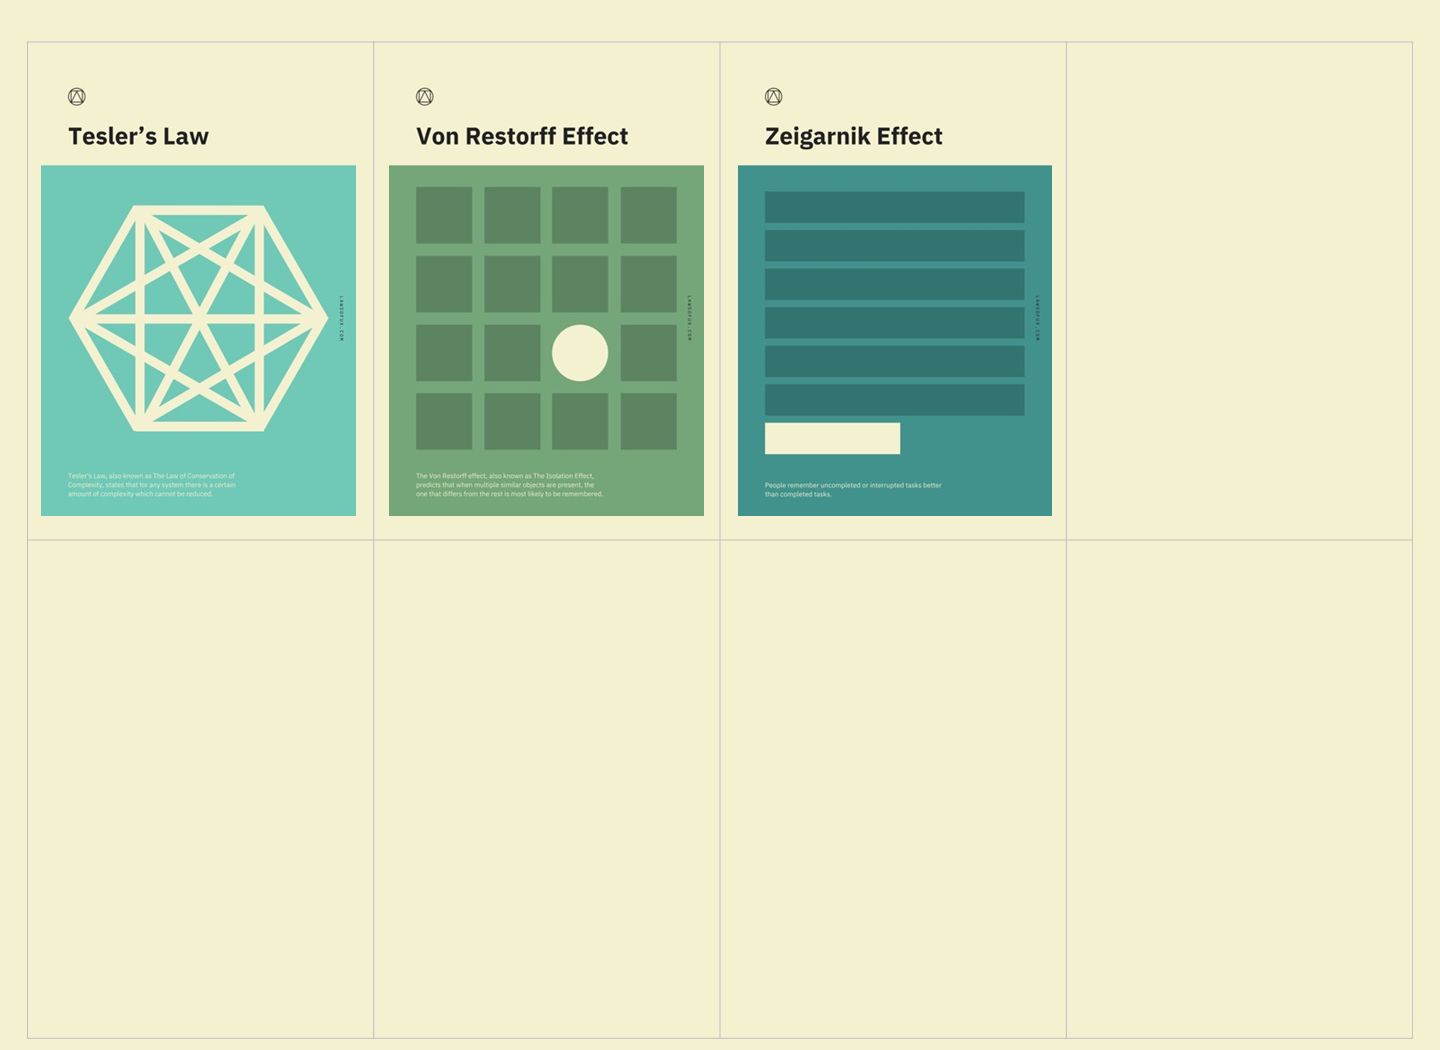 Tesler’s Law
LAWSOFUX.COM
Tesler's Law, also known as The Law of Conservation of
Complexity, states that for any system there is a certain
amount of complexity which cannot be reduced.
Von Restorff Effect
LAWSOFUX.COM
The Von Restorff effect, also known as The Isolation Effect,
predicts that when multiple similar objects are present, the
one that differs from the rest is most likely to be remembered.
Zeigarnik Effect
LAWSOFUX.COM
People remember uncompleted or interrupted tasks better
than completed tasks.